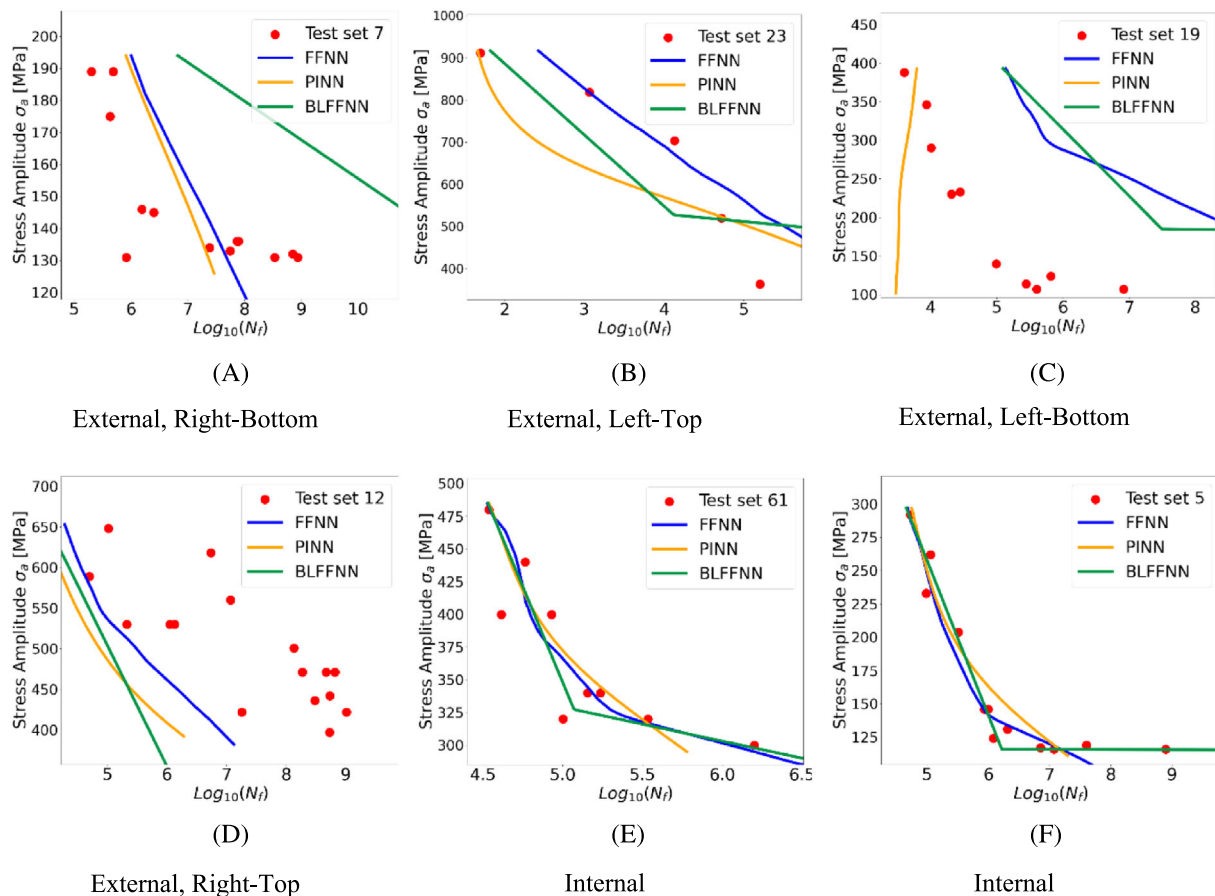 Stress Amplitude σₐ [MPa]
200
190
180
170
160
150
140
130
120
5 6 7 8 9 10
Log₁₀(N_f)
Test set 7
FFNN
PINN
BLFFNN
(A)
External, Right-Bottom
Stress Amplitude σₐ [MPa]
1000
900
800
700
600
500
400
2 3 4 5
Log₁₀(N_f)
Test set 23
FFNN
PINN
BLFFNN
(B)
External, Left-Top
Stress Amplitude σₐ [MPa]
450
400
350
300
250
200
150
100
4 5 6 7 8
Log₁₀(N_f)
Test set 19
FFNN
PINN
BLFFNN
(C)
External, Left-Bottom
Stress Amplitude σₐ [MPa]
700
650
600
550
500
450
400
5 6 7 8 9
Log₁₀(N_f)
Test set 12
FFNN
PINN
BLFFNN
(D)
External, Right-Top
Stress Amplitude σₐ [MPa]
500
475
450
425
400
375
350
325
300
4.5 5.0 5.5 6.0 6.5
Log₁₀(N_f)
Test set 61
FFNN
PINN
BLFFNN
(E)
Internal
Stress Amplitude σₐ [MPa]
300
275
250
225
200
175
150
125
5 6 7 8 9
Log₁₀(N_f)
Test set 5
FFNN
PINN
BLFFNN
(F)
Internal